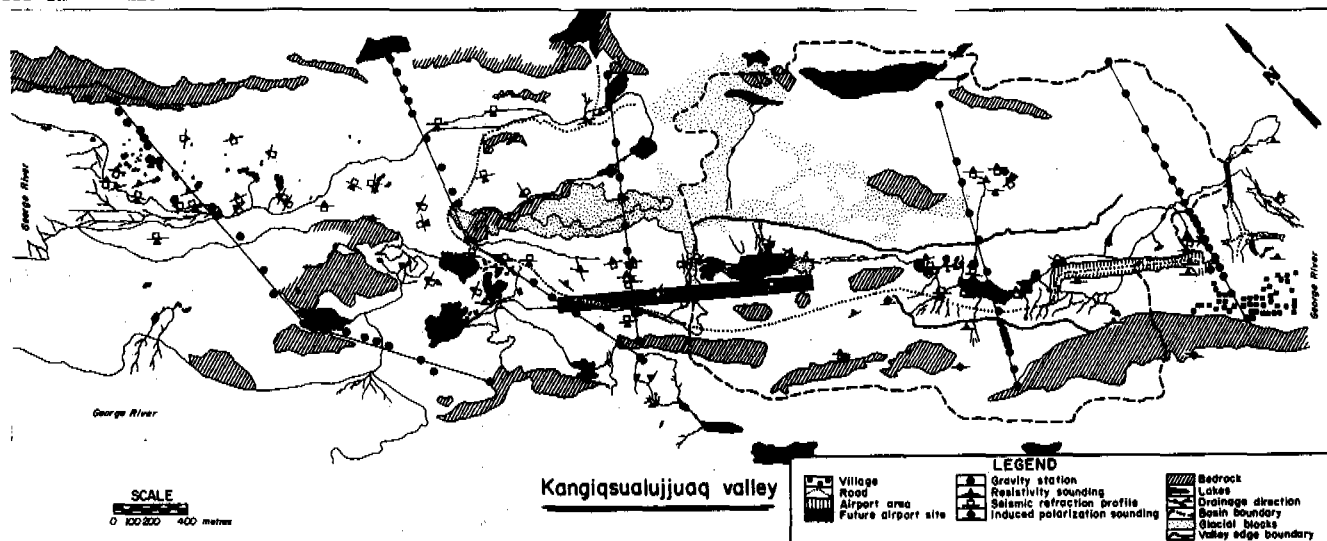 N
George River
George River
George River
SCALE
0 100 200 400 metres
Kangiqsualujjuaq valley
LEGEND
Village
Road
Airport area
Future airport site
Gravity station
Resistivity sounding
Seismic refraction profile
Induced polarization sounding
Bedrock
Lakes
Drainage direction
Basin boundary
Glacial blocks
Valley edge boundary